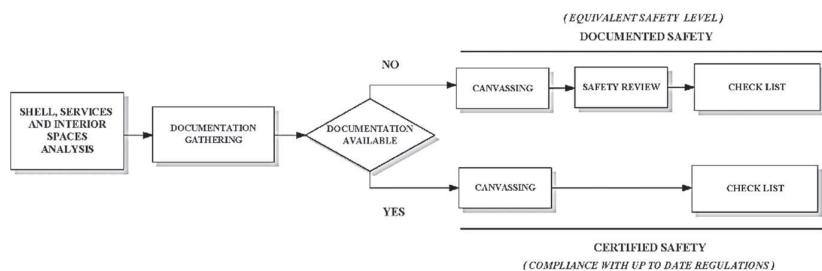 ( EQUIVALENT SAFETY LEVEL )
DOCUMENTED SAFETY
NO
CANVASSING
SAFETY REVIEW
CHECK LIST
SHELL, SERVICES
AND INTERIOR
SPACES
ANALYSIS
DOCUMENTATION
GATHERING
DOCUMENTATION
AVAILABLE
YES
CANVASSING
CHECK LIST
CERTIFIED SAFETY
( COMPLIANCE WITH UP TO DATE REGULATIONS )